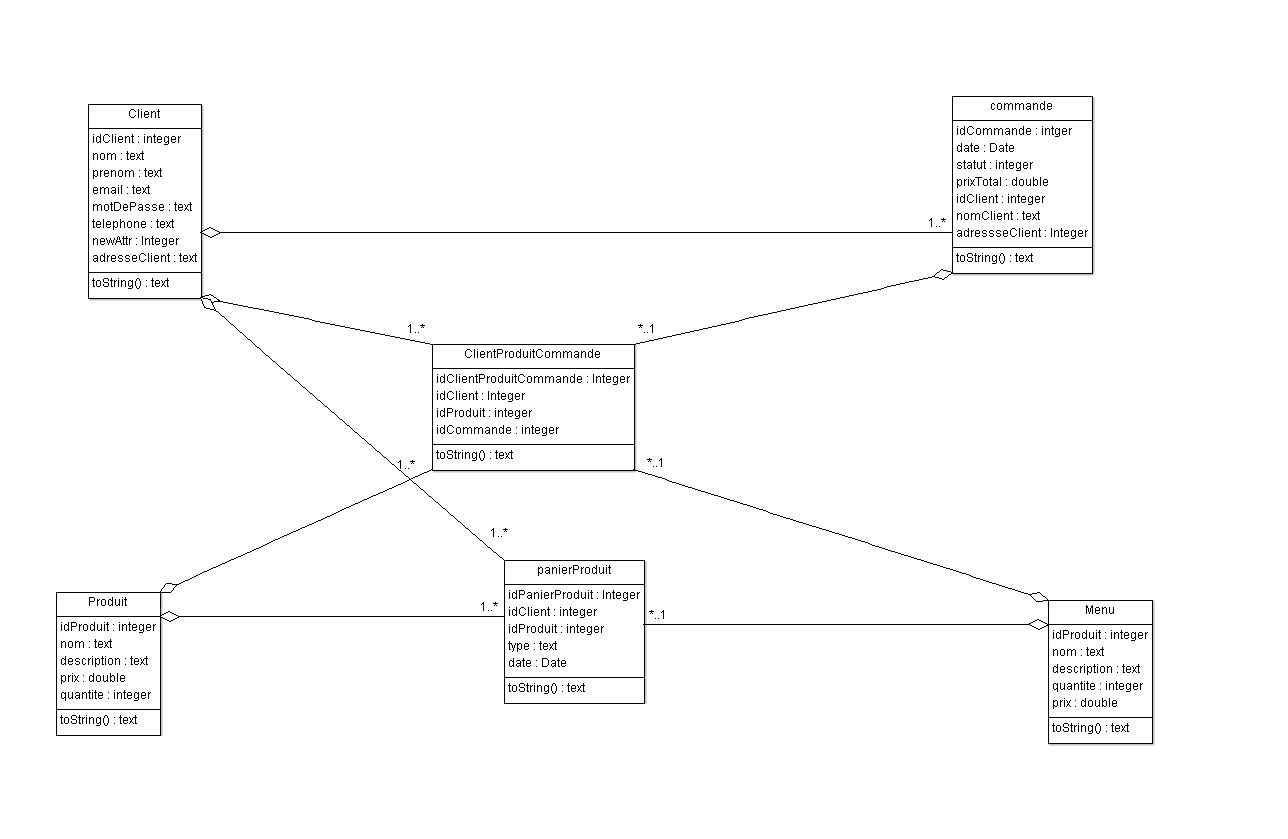 Client
idClient : integer
nom : text
prenom : text
email : text
motDePasse : text
telephone : text
newAttr : Integer
adresseClient : text
toString() : text
commande
idCommande : intger
date : Date
statut : integer
prixTotal : double
idClient : integer
nomClient : text
adressseClient : Integer
toString() : text
1..*
1..*
*..1
ClientProduitCommande
idClientProduitCommande : Integer
idClient : Integer
idProduit : integer
idCommande : integer
toString() : text
1..*
*..1
1..*
Produit
idProduit : integer
nom : text
description : text
prix : double
quantite : integer
toString() : text
1..*
panierProduit
idPanierProduit : Integer
idClient : integer
idProduit : integer
type : text
date : Date
toString() : text
*..1
Menu
idProduit : integer
nom : text
description : text
quantite : integer
prix : double
toString() : text